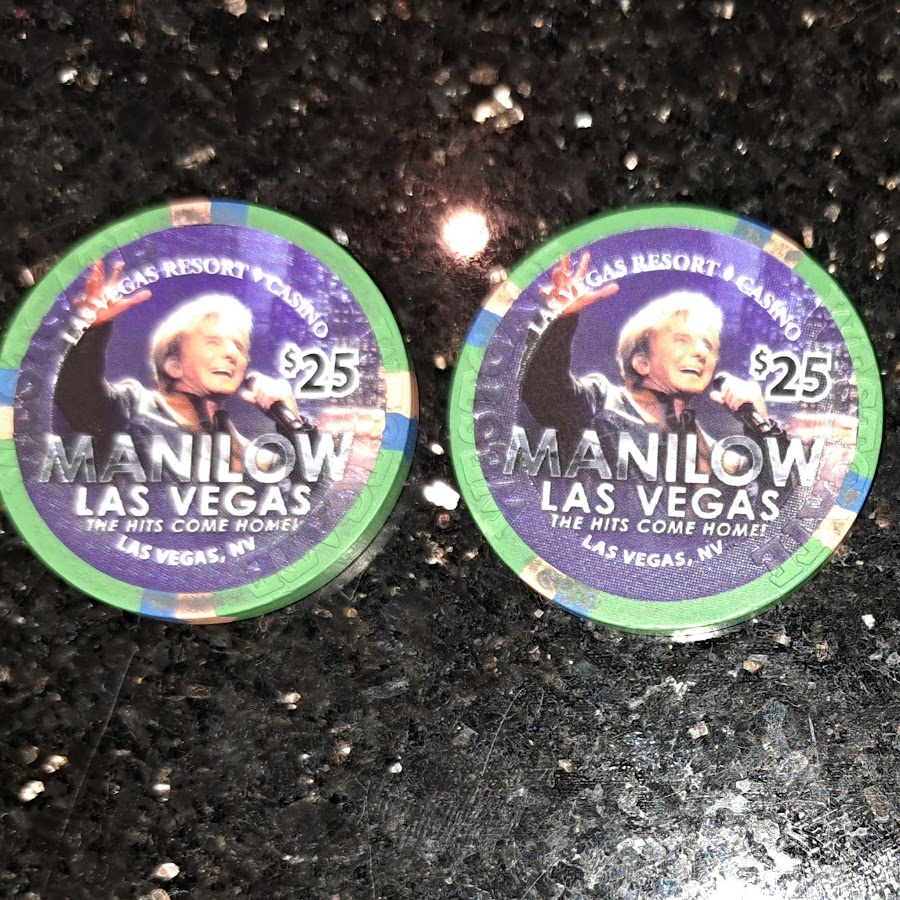 LAS VEGAS RESORT ♦ CASINO
$25
MANILOW
LAS VEGAS
THE HITS COME HOME!
LAS VEGAS, NV
LAS VEGAS RESORT ♦ CASINO
$25
MANILOW
LAS VEGAS
THE HITS COME HOME!
LAS VEGAS, NV